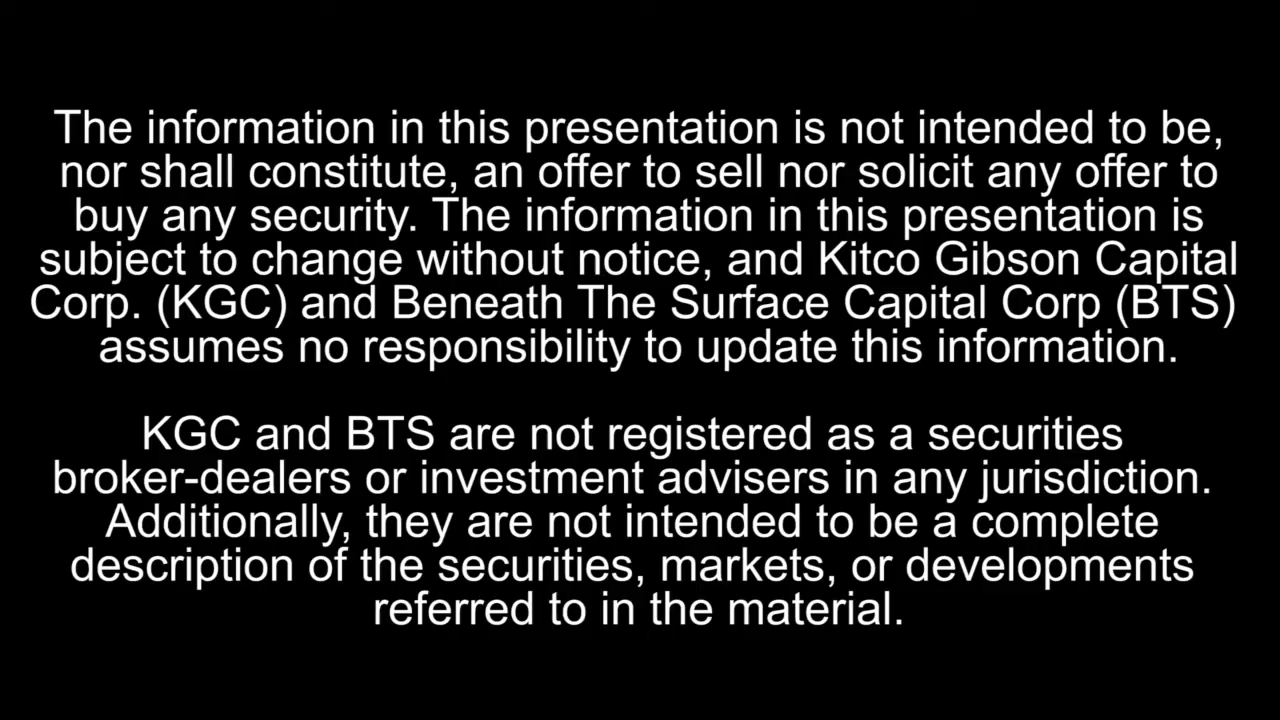 The information in this presentation is not intended to be,
nor shall constitute, an offer to sell nor solicit any offer to
buy any security. The information in this presentation is
subject to change without notice, and Kitco Gibson Capital
Corp. (KGC) and Beneath The Surface Capital Corp (BTS)
assumes no responsibility to update this information.
KGC and BTS are not registered as a securities
broker-dealers or investment advisers in any jurisdiction.
Additionally, they are not intended to be a complete
description of the securities, markets, or developments
referred to in the material.